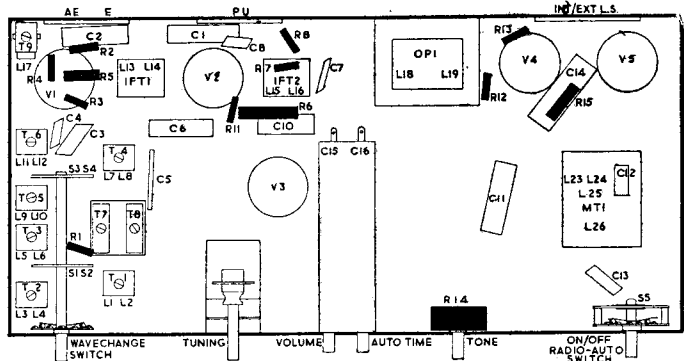 AE E PU INT/EXT L.S.
T9 C2 R2 C1 C8 R8 R13
L17 R4 R5 L13 L14 IFT1 V2 R7 IFT2 C7 OP1 V4 V5
V1 L15 L16 L18 L19 C14
R3 R6 R12 R15
C4 C3 C6 R11 C10
T6 C15 C16
L11 L12 T4
S3 S4 L7 L8 C5 L23 L24 C12
T5 V3 C11 L25
L9 L10 T7 T8 MT1
T3 L26
L5 L6 R1
S1 S2 T1 C13
T2 L1 L2 R14 S5
L3 L4
WAVECHANGE SWITCH TUNING VOLUME AUTO TIME TONE ON/OFF RADIO-AUTO SWITCH